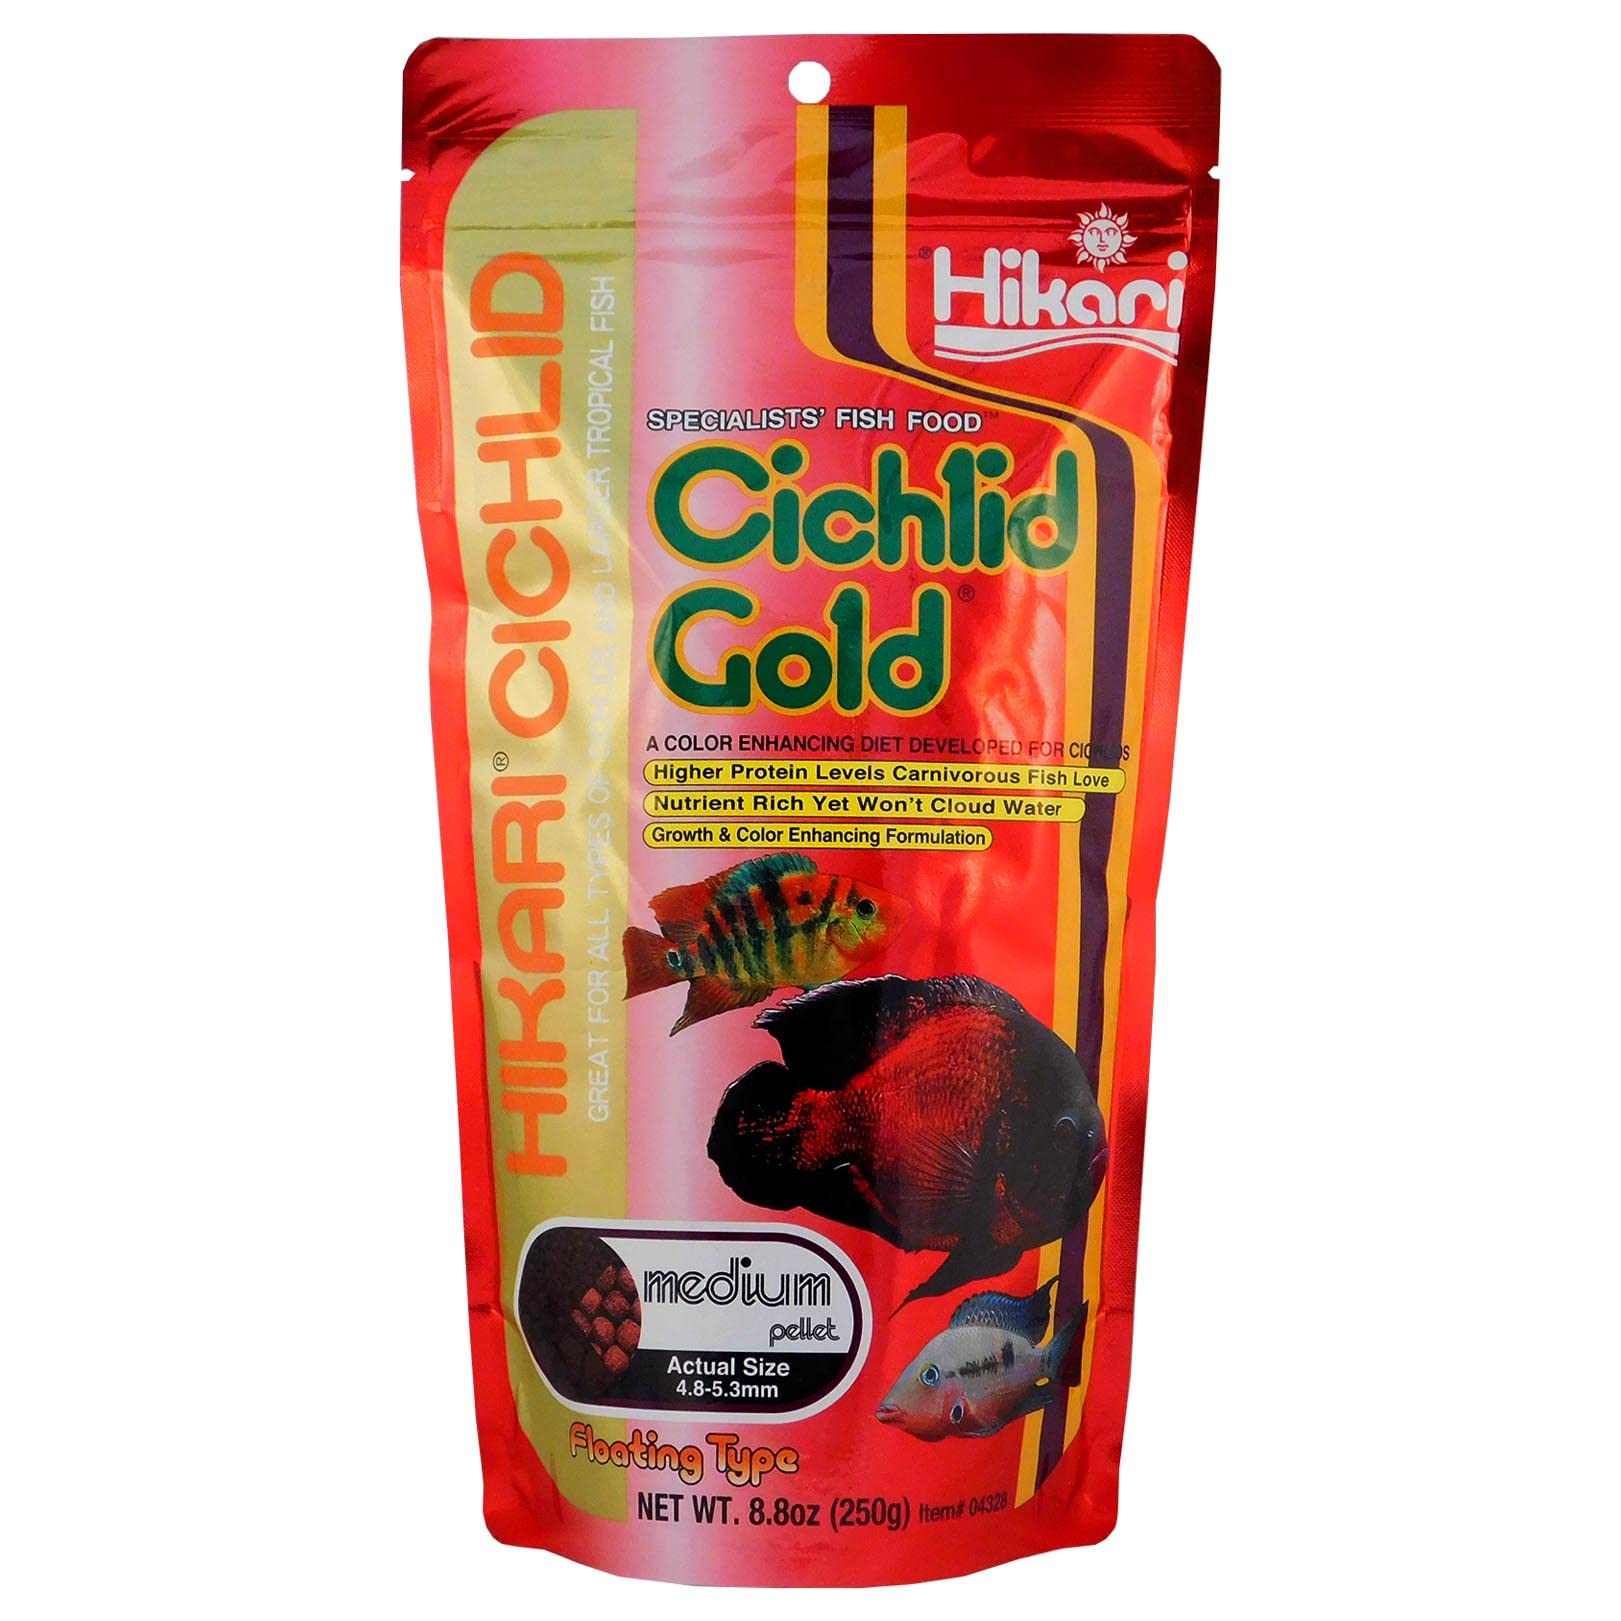 HIKARI® CICHLID
GREAT FOR ALL TYPES OF CICHLIDS AND LARGER TROPICAL FISH
® Hikari
SPECIALISTS' FISH FOOD™
Cichlid
Gold®
A COLOR ENHANCING DIET DEVELOPED FOR CICHLIDS
Higher Protein Levels Carnivorous Fish Love
Nutrient Rich Yet Won't Cloud Water
Growth & Color Enhancing Formulation
medium
pellet
Actual Size
4.8-5.3mm
Floating Type
NET WT. 8.8oz (250g) Item# 04328